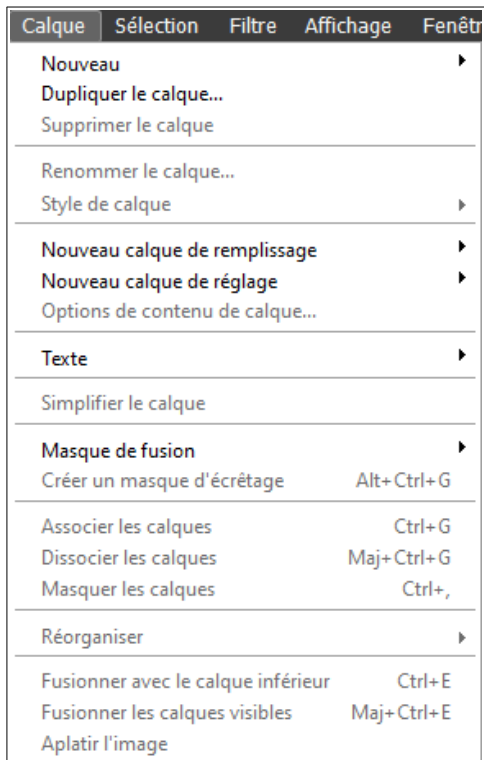 Calque Sélection Filtre Affichage Fenêtr
Nouveau
Dupliquer le calque...
Supprimer le calque
Renommer le calque...
Style de calque
Nouveau calque de remplissage
Nouveau calque de réglage
Options de contenu de calque...
Texte
Simplifier le calque
Masque de fusion
Créer un masque d'écrêtage Alt+Ctrl+G
Associer les calques Ctrl+G
Dissocier les calques Maj+Ctrl+G
Masquer les calques Ctrl+,
Réorganiser
Fusionner avec le calque inférieur Ctrl+E
Fusionner les calques visibles Maj+Ctrl+E
Aplatir l'image